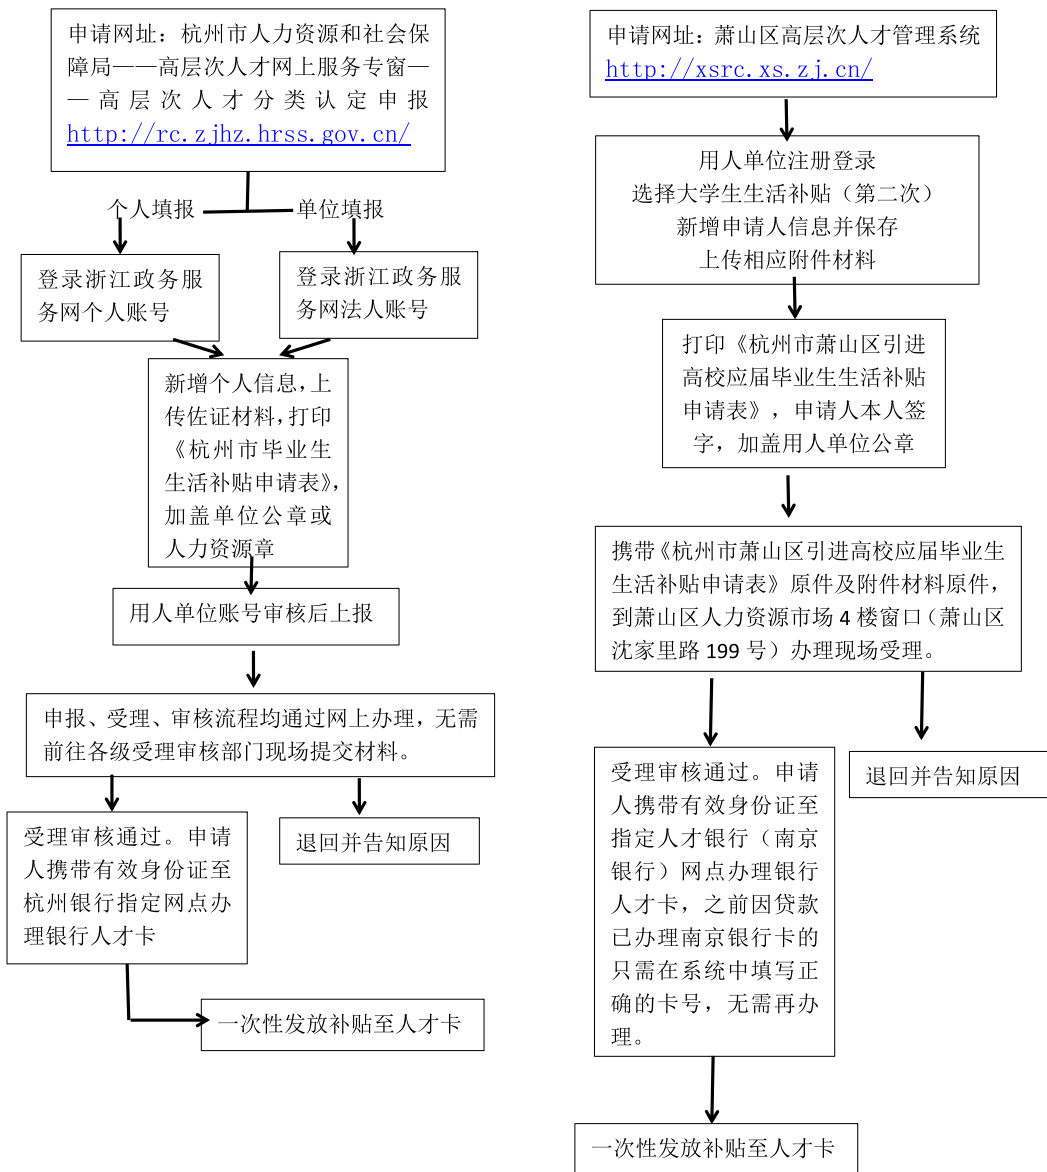 申请网址：杭州市人力资源和社会保
障局——高层次人才网上服务专窗—
—高层次人才分类认定申报
http://rc.zjhz.hrss.gov.cn/
个人填报
单位填报
登录浙江政务服
务网个人账号
登录浙江政务服
务网法人账号
新增个人信息，上
传佐证材料，打印
《杭州市毕业生
生活补贴申请表》，
加盖单位公章或
人力资源章
用人单位账号审核后上报
申报、受理、审核流程均通过网上办理，无需
前往各级受理审核部门现场提交材料。
受理审核通过。申请
人携带有效身份证至
杭州银行指定网点办
理银行人才卡
退回并告知原因
一次性发放补贴至人才卡
申请网址：萧山区高层次人才管理系统
http://xsrc.xs.zj.cn/
用人单位注册登录
选择大学生生活补贴（第二次）
新增申请人信息并保存
上传相应附件材料
打印《杭州市萧山区引进
高校应届毕业生生活补贴
申请表》，申请人本人签
字，加盖用人单位公章
携带《杭州市萧山区引进高校应届毕业生
生活补贴申请表》原件及附件材料原件，
到萧山区人力资源市场 4 楼窗口（萧山区
沈家里路 199 号）办理现场受理。
受理审核通过。申请
人携带有效身份证至
指定人才银行（南京
银行）网点办理银行
人才卡，之前因贷款
已办理南京银行卡的
只需在系统中填写正
确的卡号，无需再办
理。
退回并告知原因
一次性发放补贴至人才卡